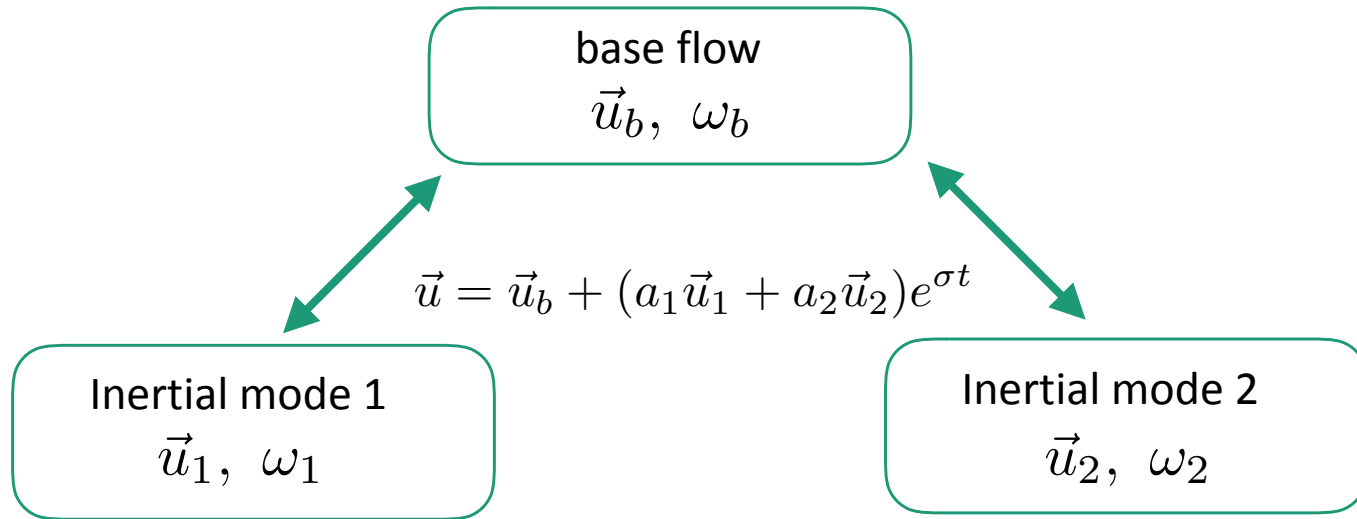 base flow
$\vec{u}_b,\ \omega_b$
$\vec{u} = \vec{u}_b + (a_1\vec{u}_1 + a_2\vec{u}_2)e^{\sigma t}$
Inertial mode 1
$\vec{u}_1,\ \omega_1$
Inertial mode 2
$\vec{u}_2,\ \omega_2$